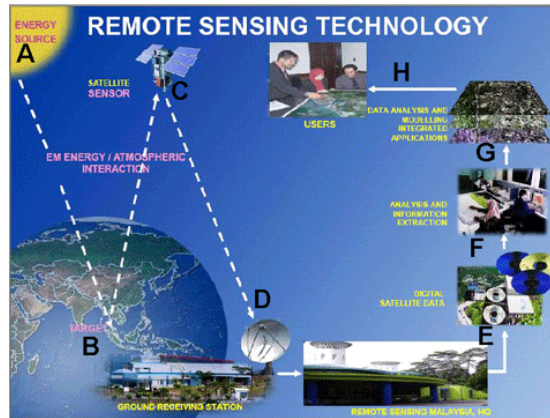 REMOTE SENSING TECHNOLOGY
ENERGY
SOURCE
A
SATELLITE
SENSOR
C
H
USERS
DATA ANALYSIS AND
MODELLING
INTEGRATED
APPLICATIONS
G
EM ENERGY / ATMOSPHERIC
INTERACTION
ANALYSIS AND
INFORMATION
EXTRACTION
F
D
DIGITAL
SATELLITE DATA
E
TARGET
B
GROUND RECEIVING STATION
REMOTE SENSING MALAYSIA, HQ